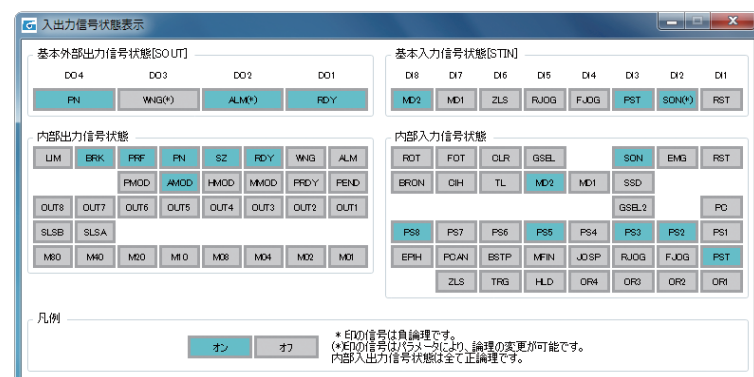 入出力信号状態表示
基本外部出力信号状態[SOUT]
DO4 DO3 DO2 DO1
PN WNG(*) ALM(*) RDY
基本入力信号状態[STIN]
DI8 DI7 DI6 DI5 DI4 DI3 DI2 DI1
MD2 MD1 ZLS RJOG FJOG PST SON(*) RST
内部出力信号状態
LIM BRK PRF PN SZ RDY WNG ALM
PMOD AMOD HMOD MMOD PRDY PEND
OUT8 OUT7 OUT6 OUT5 OUT4 OUT3 OUT2 OUT1
SLSB SLSA
M80 M40 M20 M10 M08 M04 M02 M01
内部入力信号状態
ROT FOT CLR GSEL SON EMG RST
BRON CIH TL MD2 MD1 SSD
GSEL2 PC
PS8 PS7 PS6 PS5 PS4 PS3 PS2 PS1
EPIH PCAN BSTP MFIN JOSP RJOG FJOG PST
ZLS TRG HLD OR4 OR3 OR2 OR1
凡例
オン オフ
* 印の信号は負論理です。
(*)印の信号はパラメータにより、論理の変更が可能です。
内部入出力信号状態は全て正論理です。